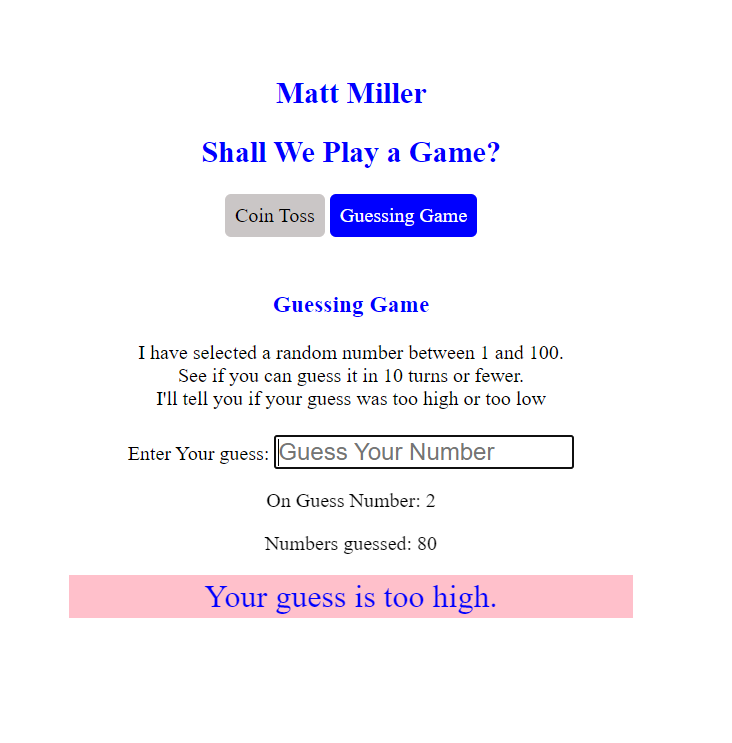 Matt Miller
Shall We Play a Game?
Coin Toss Guessing Game
Guessing Game
I have selected a random number between 1 and 100.
See if you can guess it in 10 turns or fewer.
I'll tell you if your guess was too high or too low
Enter Your guess: Guess Your Number
On Guess Number: 2
Numbers guessed: 80
Your guess is too high.